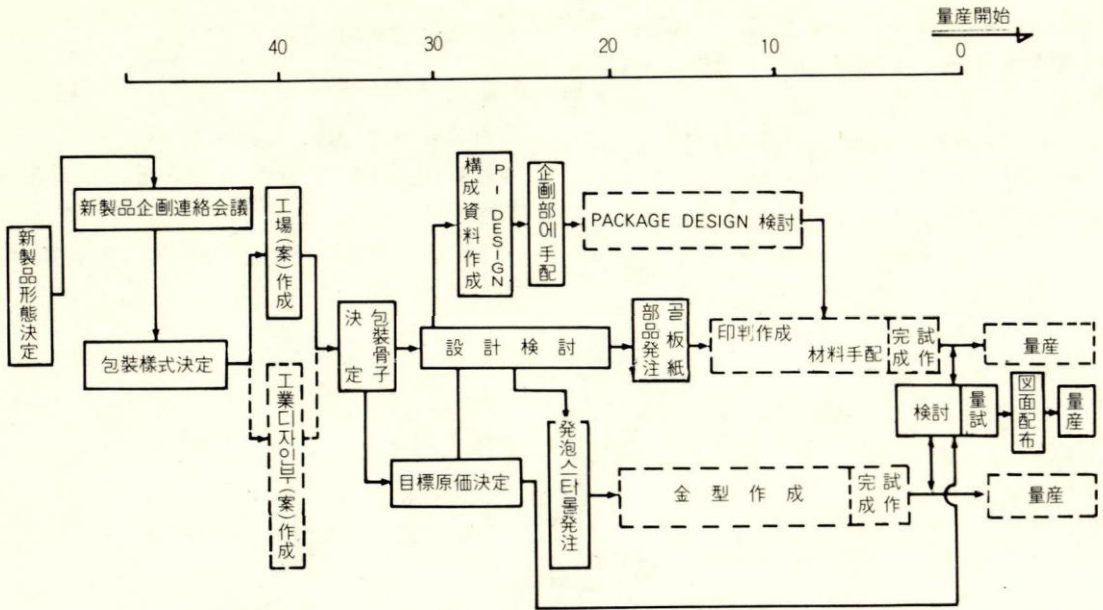 量産開始
40
30
20
10
0
新製品形態決定
新製品企画連絡会議
包装様式決定
工場(案)作成
工業디자인부(案)作成
包装骨子
決定
PI DESIGN
構成資料作成
企画部에手配
PACKAGE DESIGN 検討
設計検討
目標原価決定
골板紙
部品発注
発泡스타롤発注
印判作成
材料手配
試作
完成
量産
検討
量試
図面配布
量産
金型作成
試作
完成
量産